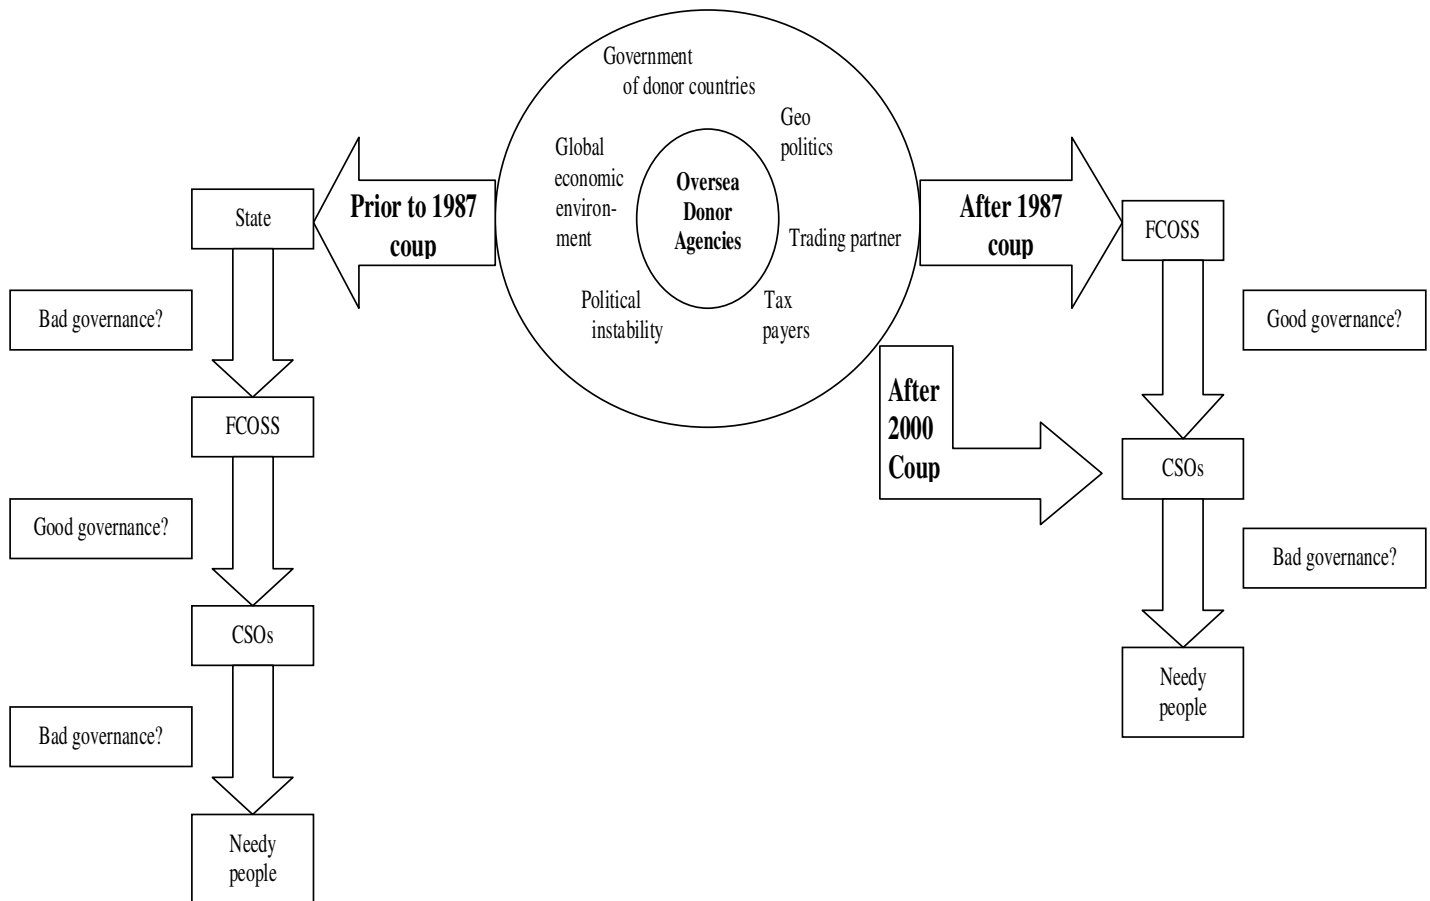 Government
of donor countries
Geo
politics
Global
economic
environ-
ment
Oversea
Donor
Agencies
Trading partner
Political
instability
Tax
payers
Prior to 1987
coup
State
Bad governance?
FCOSS
Good governance?
CSOs
Bad governance?
Needy
people
After 1987
coup
FCOSS
Good governance?
After
2000
Coup
CSOs
Bad governance?
Needy
people